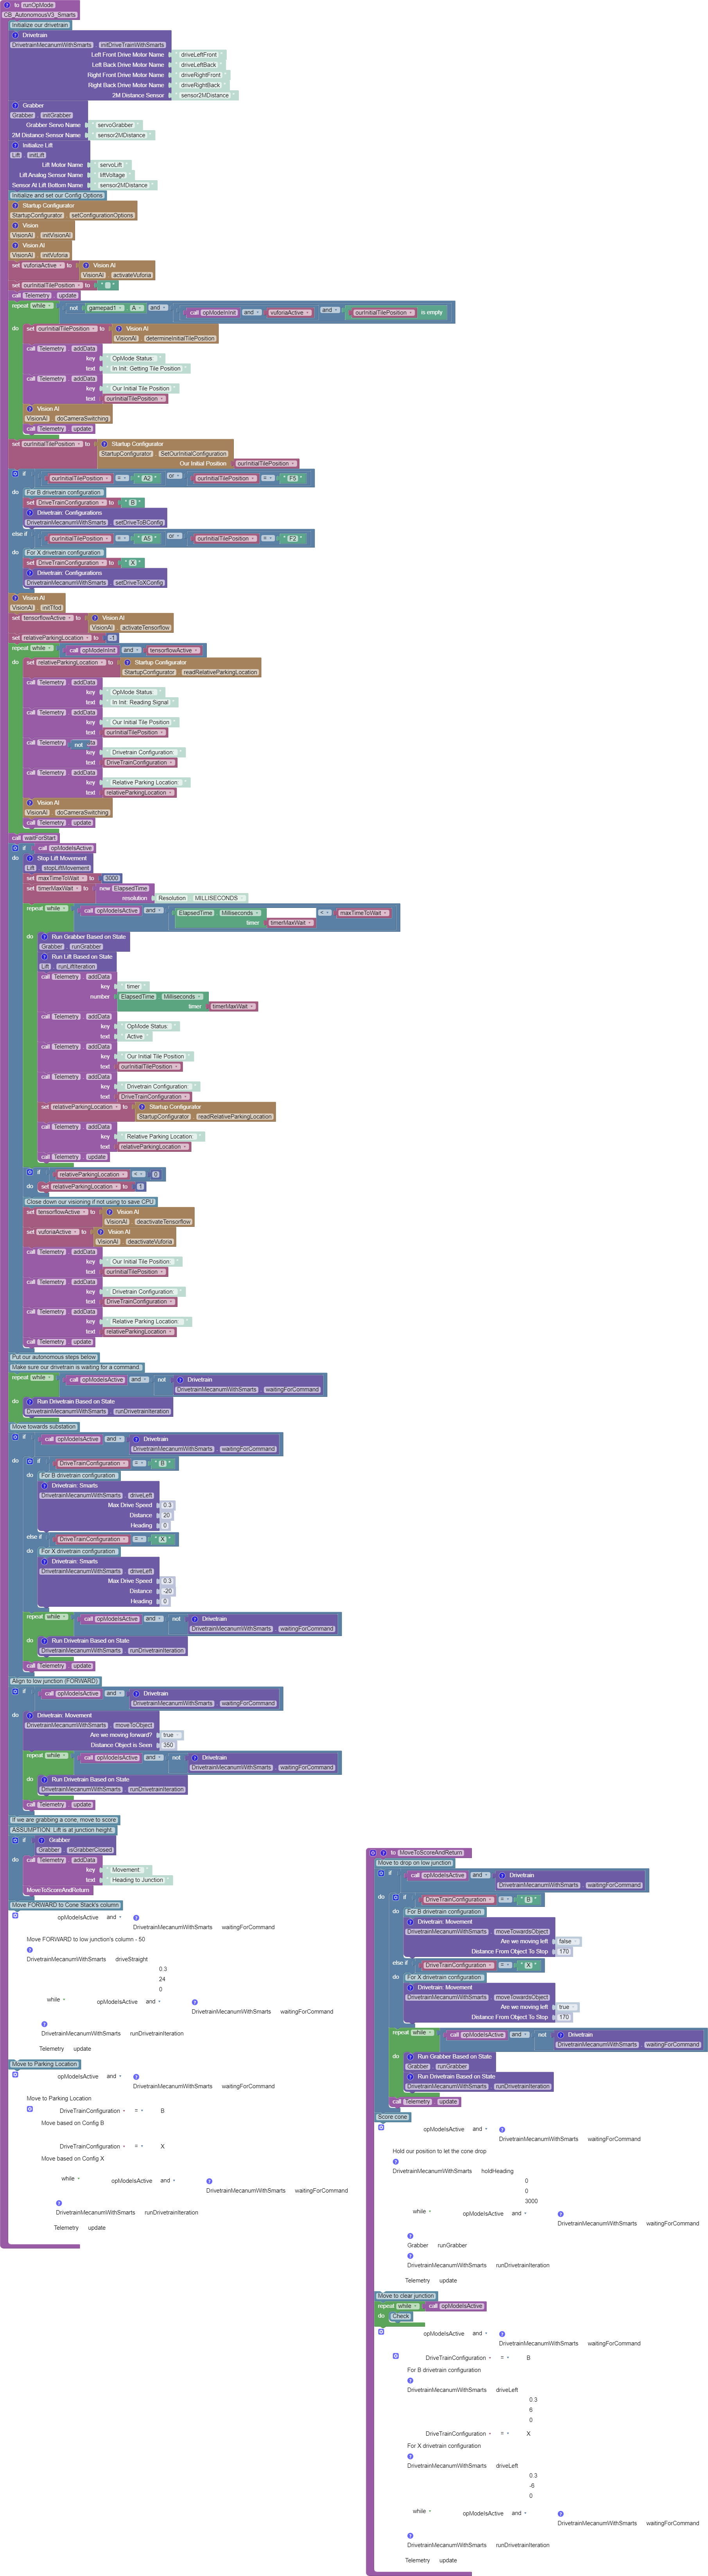 to runOpMode
CB_AutonomousV3_Smarts
Initialize our drivetrain
Drivetrain
DrivetrainMecanumWithSmarts . initDriveTrainWithSmarts
Left Front Drive Motor Name " driveLeftFront "
Left Back Drive Motor Name " driveLeftBack "
Right Front Drive Motor Name " driveRightFront "
Right Back Drive Motor Name " driveRightBack "
2M Distance Sensor " sensor2MDistance "
Grabber
Grabber . initGrabber
Grabber Servo Name " servoGrabber "
2M Distance Sensor Name " sensor2MDistance "
Initialize Lift
Lift . initLift
Lift Motor Name " servoLift "
Lift Analog Sensor Name " liftVoltage "
Sensor At Lift Bottom Name " sensor2MDistance "
Initialize and set our Config Options
Startup Configurator
StartupConfigurator . setConfigurationOptions
Vision
VisionAI . initVisionAI
Vision AI
VisionAI . initVuforia
set vuforiaActive to Vision AI
VisionAI . activateVuforia
set ourInitialTilePosition to " "
call Telemetry . update
repeat while not gamepad1 . A and call opModeInInit and vuforiaActive and ourInitialTilePosition is empty
do set ourInitialTilePosition to Vision AI
VisionAI . determineInitialTilePosition
call Telemetry . addData
key " OpMode Status: "
text " In Init: Getting Tile Position "
call Telemetry . addData
key " Our Initial Tile Position "
text ourInitialTilePosition
Vision AI
VisionAI . doCameraSwitching
call Telemetry . update
set ourInitialTilePosition to Startup Configurator
StartupConfigurator . SetOurInitialConfiguration
Our Initial Position ourInitialTilePosition
if ourInitialTilePosition = " A2 " or ourInitialTilePosition = " F5 "
do For B drivetrain configuration
set DriveTrainConfiguration to " B "
Drivetrain: Configurations
DrivetrainMecanumWithSmarts . setDriveToBConfig
else if ourInitialTilePosition = " A5 " or ourInitialTilePosition = " F2 "
do For X drivetrain configuration
set DriveTrainConfiguration to " X "
Drivetrain: Configurations
DrivetrainMecanumWithSmarts . setDriveToXConfig
Vision AI
VisionAI . initTfod
set tensorflowActive to Vision AI
VisionAI . activateTensorflow
set relativeParkingLocation to -1
repeat while call opModeInInit and tensorflowActive
do set relativeParkingLocation to Startup Configurator
StartupConfigurator . readRelativeParkingLocation
call Telemetry . addData
key " OpMode Status: "
text " In Init: Reading Signal "
call Telemetry . addData
key " Our Initial Tile Position "
text ourInitialTilePosition
call Telemetry not
key " Drivetrain Configuration: "
text DriveTrainConfiguration
call Telemetry . addData
key " Relative Parking Location: "
text relativeParkingLocation
Vision AI
VisionAI . doCameraSwitching
call Telemetry . update
call waitForStart
if call opModeIsActive
do Stop Lift Movement
Lift . stopLiftMovement
set maxTimeToWait to 3000
set timerMaxWait to new ElapsedTime
resolution Resolution . MILLISECONDS
repeat while call opModeIsActive and ElapsedTime . Milliseconds < maxTimeToWait
timer timerMaxWait
do Run Grabber Based on State
Grabber . runGrabber
Run Lift Based on State
Lift . runLiftIteration
call Telemetry . addData
key " timer "
number ElapsedTime . Milliseconds
timer timerMaxWait
call Telemetry . addData
key " OpMode Status: "
text " Active "
call Telemetry . addData
key " Our Initial Tile Position "
text ourInitialTilePosition
call Telemetry . addData
key " Drivetrain Configuration: "
text DriveTrainConfiguration
set relativeParkingLocation to Startup Configurator
StartupConfigurator . readRelativeParkingLocation
call Telemetry . addData
key " Relative Parking Location: "
text relativeParkingLocation
call Telemetry . update
if relativeParkingLocation < 0
do set relativeParkingLocation to 1
Close down our visioning if not using to save CPU
set tensorflowActive to Vision AI
VisionAI . deactivateTensorflow
set vuforiaActive to Vision AI
VisionAI . deactivateVuforia
call Telemetry . addData
key " Our Initial Tile Position: "
text ourInitialTilePosition
call Telemetry . addData
key " Drivetrain Configuration: "
text DriveTrainConfiguration
call Telemetry . addData
key " Relative Parking Location: "
text relativeParkingLocation
call Telemetry . update
Put our autonomous steps below
Make sure our drivetrain is waiting for a command.
repeat while call opModeIsActive and not Drivetrain
DrivetrainMecanumWithSmarts . waitingForCommand
do Run Drivetrain Based on State
DrivetrainMecanumWithSmarts . runDrivetrainIteration
Move towards substation
if call opModeIsActive and Drivetrain
DrivetrainMecanumWithSmarts . waitingForCommand
do if DriveTrainConfiguration = " B "
do For B drivetrain configuration
Drivetrain: Smarts
DrivetrainMecanumWithSmarts . driveLeft
Max Drive Speed 0.3
Distance 20
Heading 0
else if DriveTrainConfiguration = " X "
do For X drivetrain configuration
Drivetrain: Smarts
DrivetrainMecanumWithSmarts . driveLeft
Max Drive Speed 0.3
Distance -20
Heading 0
repeat while call opModeIsActive and not Drivetrain
DrivetrainMecanumWithSmarts . waitingForCommand
do Run Drivetrain Based on State
DrivetrainMecanumWithSmarts . runDrivetrainIteration
call Telemetry . update
Align to low junction (FORWARD)
if call opModeIsActive and Drivetrain
DrivetrainMecanumWithSmarts . waitingForCommand
do Drivetrain: Movement
DrivetrainMecanumWithSmarts . moveToObject
Are we moving forward? true
Distance Object is Seen 350
repeat while call opModeIsActive and not Drivetrain
DrivetrainMecanumWithSmarts . waitingForCommand
do Run Drivetrain Based on State
DrivetrainMecanumWithSmarts . runDrivetrainIteration
call Telemetry . update
If we are grabbing a cone, move to score
ASSUMPTION: Lift is at junction height
if Grabber
Grabber . isGrabberClosed
do call Telemetry . addData
key " Movement: "
text " Heading to Junction "
MoveToScoreAndReturn
Move FORWARD to Cone Stack's column
opModeIsActive and
DrivetrainMecanumWithSmarts waitingForCommand
Move FORWARD to low junction's column - 50
DrivetrainMecanumWithSmarts driveStraight
0.3
24
0
while opModeIsActive and
DrivetrainMecanumWithSmarts waitingForCommand
DrivetrainMecanumWithSmarts runDrivetrainIteration
Telemetry update
Move to Parking Location
opModeIsActive and
DrivetrainMecanumWithSmarts waitingForCommand
Move to Parking Location
DriveTrainConfiguration = B
Move based on Config B
DriveTrainConfiguration = X
Move based on Config X
while opModeIsActive and
DrivetrainMecanumWithSmarts waitingForCommand
DrivetrainMecanumWithSmarts runDrivetrainIteration
Telemetry update
to MoveToScoreAndReturn
Move to drop on low junction
if call opModeIsActive and Drivetrain
DrivetrainMecanumWithSmarts . waitingForCommand
do if DriveTrainConfiguration = " B "
do For B drivetrain configuration
Drivetrain: Movement
DrivetrainMecanumWithSmarts . moveTowardsObject
Are we moving left false
Distance From Object To Stop 170
else if DriveTrainConfiguration = " X "
do For X drivetrain configuration
Drivetrain: Movement
DrivetrainMecanumWithSmarts . moveTowardsObject
Are we moving left true
Distance From Object To Stop 170
repeat while call opModeIsActive and not Drivetrain
DrivetrainMecanumWithSmarts . waitingForCommand
do Run Grabber Based on State
Grabber . runGrabber
Run Drivetrain Based on State
DrivetrainMecanumWithSmarts . runDrivetrainIteration
call Telemetry . update
Score cone
opModeIsActive and
DrivetrainMecanumWithSmarts waitingForCommand
Hold our position to let the cone drop
DrivetrainMecanumWithSmarts holdHeading
0
0
3000
while opModeIsActive and
DrivetrainMecanumWithSmarts waitingForCommand
Grabber runGrabber
DrivetrainMecanumWithSmarts runDrivetrainIteration
Telemetry update
Move to clear junction
repeat while call opModeIsActive
do Check
opModeIsActive and
DrivetrainMecanumWithSmarts waitingForCommand
DriveTrainConfiguration = B
For B drivetrain configuration
DrivetrainMecanumWithSmarts driveLeft
0.3
6
0
DriveTrainConfiguration = X
For X drivetrain configuration
DrivetrainMecanumWithSmarts driveLeft
0.3
-6
0
while opModeIsActive and
DrivetrainMecanumWithSmarts waitingForCommand
DrivetrainMecanumWithSmarts runDrivetrainIteration
Telemetry update